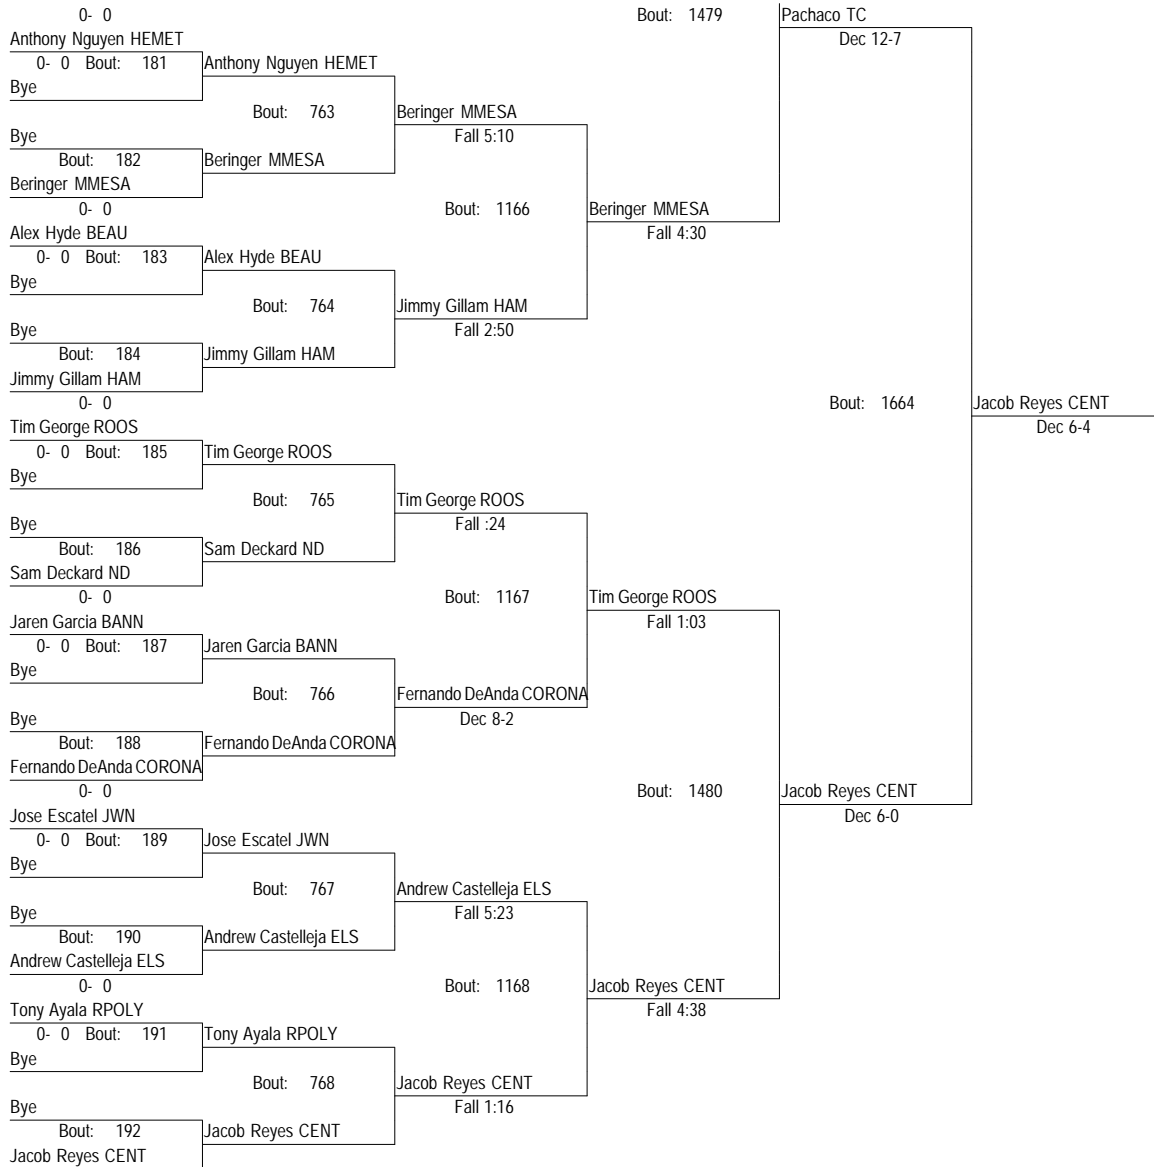 0- 0 Bout: 1479 Pachaco TC
Anthony Nguyen HEMET Dec 12-7
0- 0 Bout: 181 Anthony Nguyen HEMET
Bye
Bout: 763 Beringer MMESA
Bye Fall 5:10
Bout: 182 Beringer MMESA
Beringer MMESA
0- 0 Bout: 1166 Beringer MMESA
Alex Hyde BEAU Fall 4:30
0- 0 Bout: 183 Alex Hyde BEAU
Bye
Bout: 764 Jimmy Gillam HAM
Bye Fall 2:50
Bout: 184 Jimmy Gillam HAM
Jimmy Gillam HAM
0- 0 Bout: 1664 Jacob Reyes CENT
Tim George ROOS Dec 6-4
0- 0 Bout: 185 Tim George ROOS
Bye
Bout: 765 Tim George ROOS
Bye Fall :24
Bout: 186 Sam Deckard ND
Sam Deckard ND
0- 0 Bout: 1167 Tim George ROOS
Jaren Garcia BANN Fall 1:03
0- 0 Bout: 187 Jaren Garcia BANN
Bye
Bout: 766 Fernando DeAnda CORONA
Bye Dec 8-2
Bout: 188 Fernando DeAnda CORONA
Fernando DeAnda CORONA
0- 0 Bout: 1480 Jacob Reyes CENT
Jose Escatel JWN Dec 6-0
0- 0 Bout: 189 Jose Escatel JWN
Bye
Bout: 767 Andrew Castelleja ELS
Bye Fall 5:23
Bout: 190 Andrew Castelleja ELS
Andrew Castelleja ELS
0- 0 Bout: 1168 Jacob Reyes CENT
Tony Ayala RPOLY Fall 4:38
0- 0 Bout: 191 Tony Ayala RPOLY
Bye
Bout: 768 Jacob Reyes CENT
Bye Fall 1:16
Bout: 192 Jacob Reyes CENT
Jacob Reyes CENT